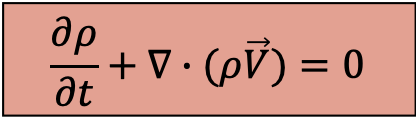 ∂ρ/∂t + ∇ · (ρV⃗) = 0